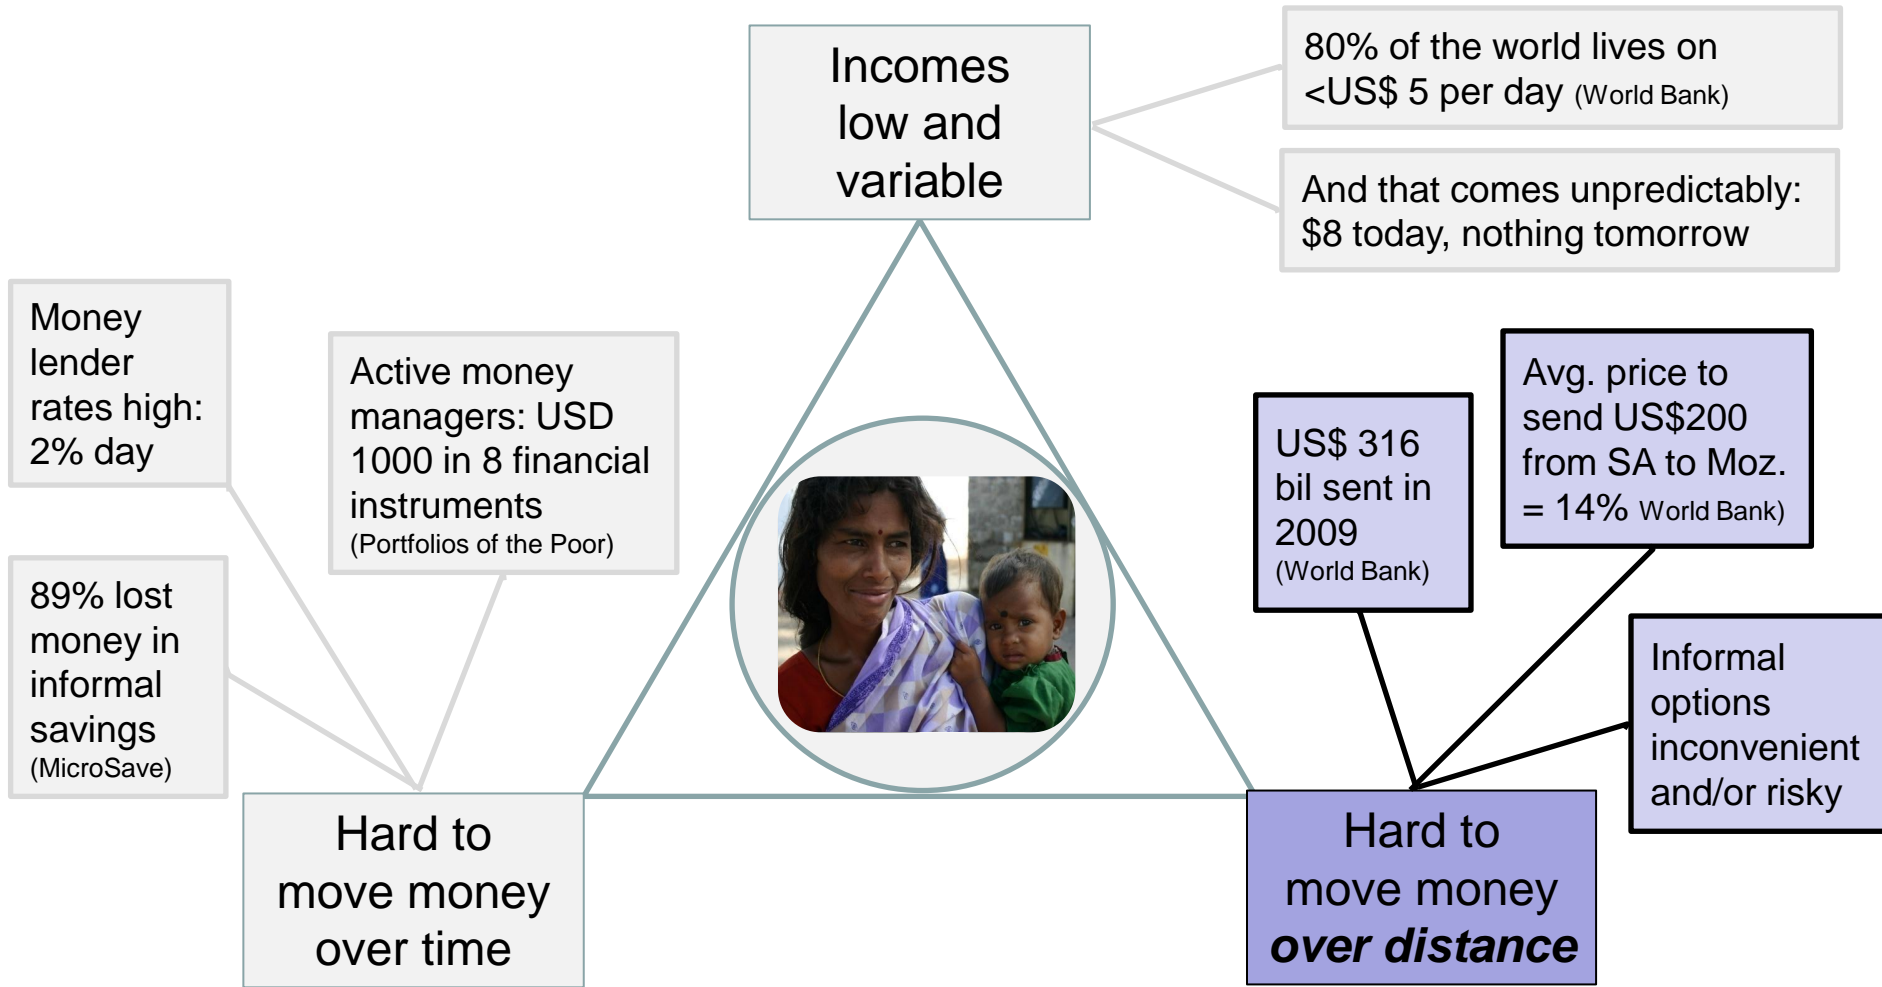 Incomes
low and
variable
80% of the world lives on
<US$ 5 per day (World Bank)
And that comes unpredictably:
$8 today, nothing tomorrow
Money
lender
rates high:
2% day
Active money
managers: USD
1000 in 8 financial
instruments
(Portfolios of the Poor)
89% lost
money in
informal
savings
(MicroSave)
Hard to
move money
over time
US$ 316
bil sent in
2009
(World Bank)
Avg. price to
send US$200
from SA to Moz.
= 14% World Bank)
Informal
options
inconvenient
and/or risky
Hard to
move money
over distance